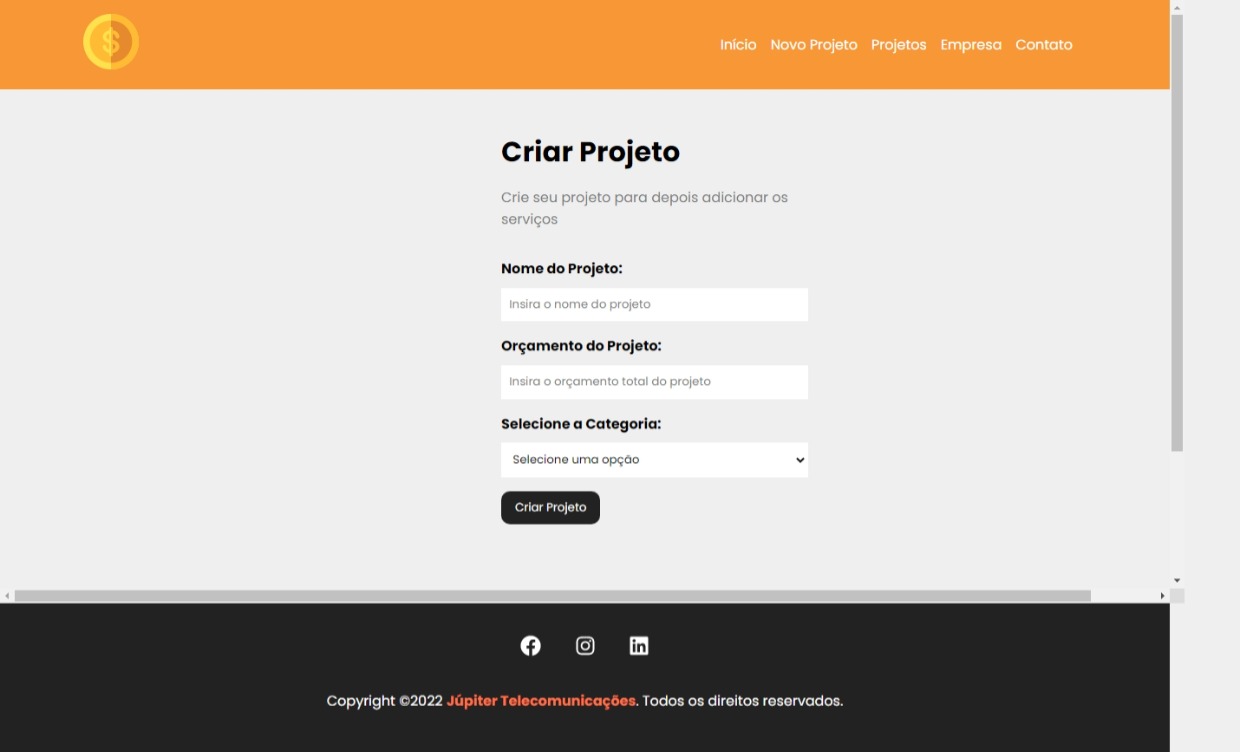 $
Início Novo Projeto Projetos Empresa Contato
Criar Projeto
Crie seu projeto para depois adicionar os
serviços
Nome do Projeto:
Insira o nome do projeto
Orçamento do Projeto:
Insira o orçamento total do projeto
Selecione a Categoria:
Selecione uma opção
Criar Projeto
Copyright ©2022 Júpiter Telecomunicações. Todos os direitos reservados.